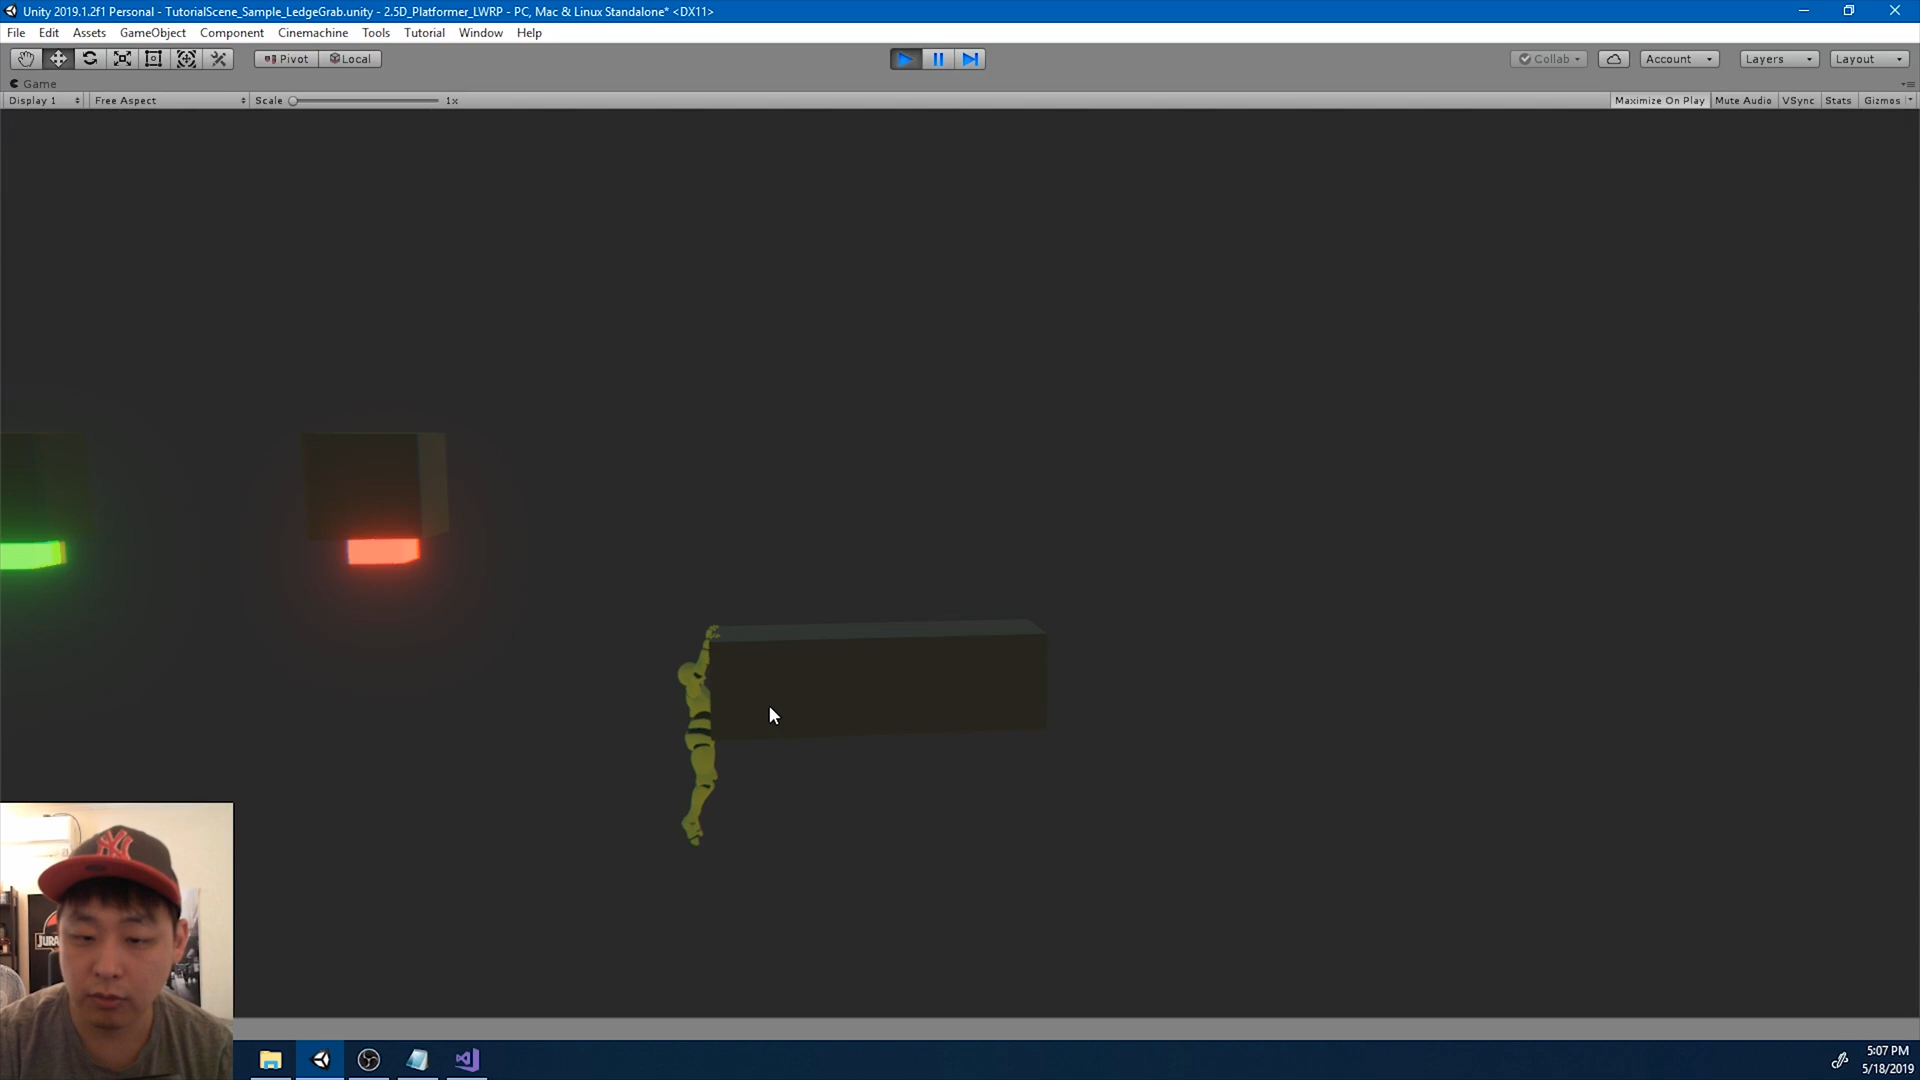 Unity 2019.1.2f1 Personal - TutorialScene_Sample_LedgeGrab.unity - 2.5D_Platformer_LWRP - PC, Mac & Linux Standalone* <DX11>
File Edit Assets GameObject Component Cinemachine Tools Tutorial Window Help
Pivot Local Collab Account Layers Layout
Game
Display 1 Free Aspect Scale 1x Maximize On Play Mute Audio VSync Stats Gizmos
NY
JURA
5:07 PM
5/18/2019